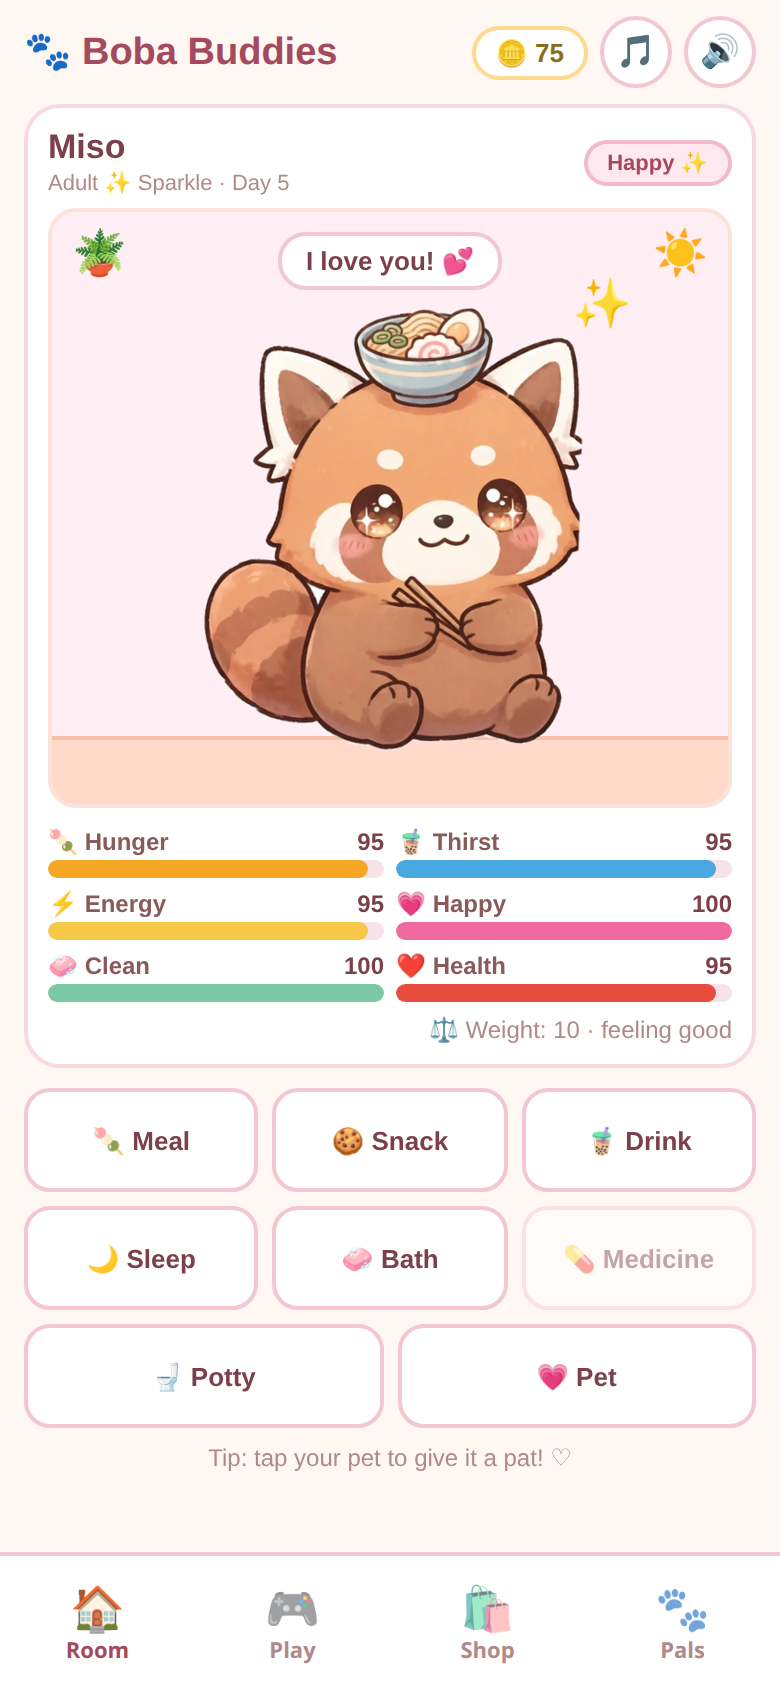 🐾 Boba Buddies
🪙 75
🎵
🔊
Miso
Adult ✨ Sparkle · Day 5
Happy ✨
I love you! 💕
🍡 Hunger 95
🧋 Thirst 95
⚡ Energy 95
💗 Happy 100
🧼 Clean 100
❤️ Health 95
⚖️ Weight: 10 · feeling good
🍡 Meal
🍪 Snack
🧋 Drink
🌙 Sleep
🧼 Bath
💊 Medicine
🚽 Potty
💗 Pet
Tip: tap your pet to give it a pat! ♡
Room
Play
Shop
Pals